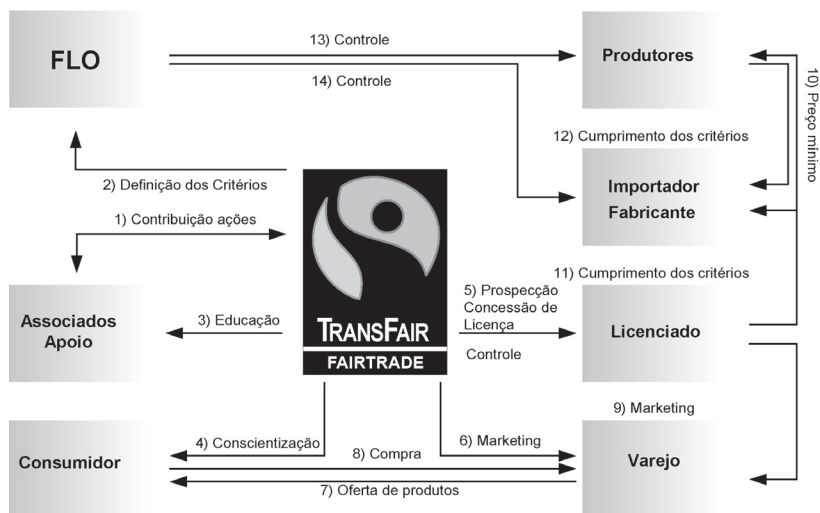 FLO
13) Controle
14) Controle
Produtores
10) Preço mínimo
2) Definição dos Critérios
12) Cumprimento dos critérios
Importador
Fabricante
1) Contribuição ações
11) Cumprimento dos critérios
Associados
Apoio
3) Educação
TRANSFAIR
FAIRTRADE
5) Prospecção
Concessão de
Licença
Controle
Licenciado
9) Marketing
4) Conscientização
6) Marketing
Consumidor
8) Compra
7) Oferta de produtos
Varejo